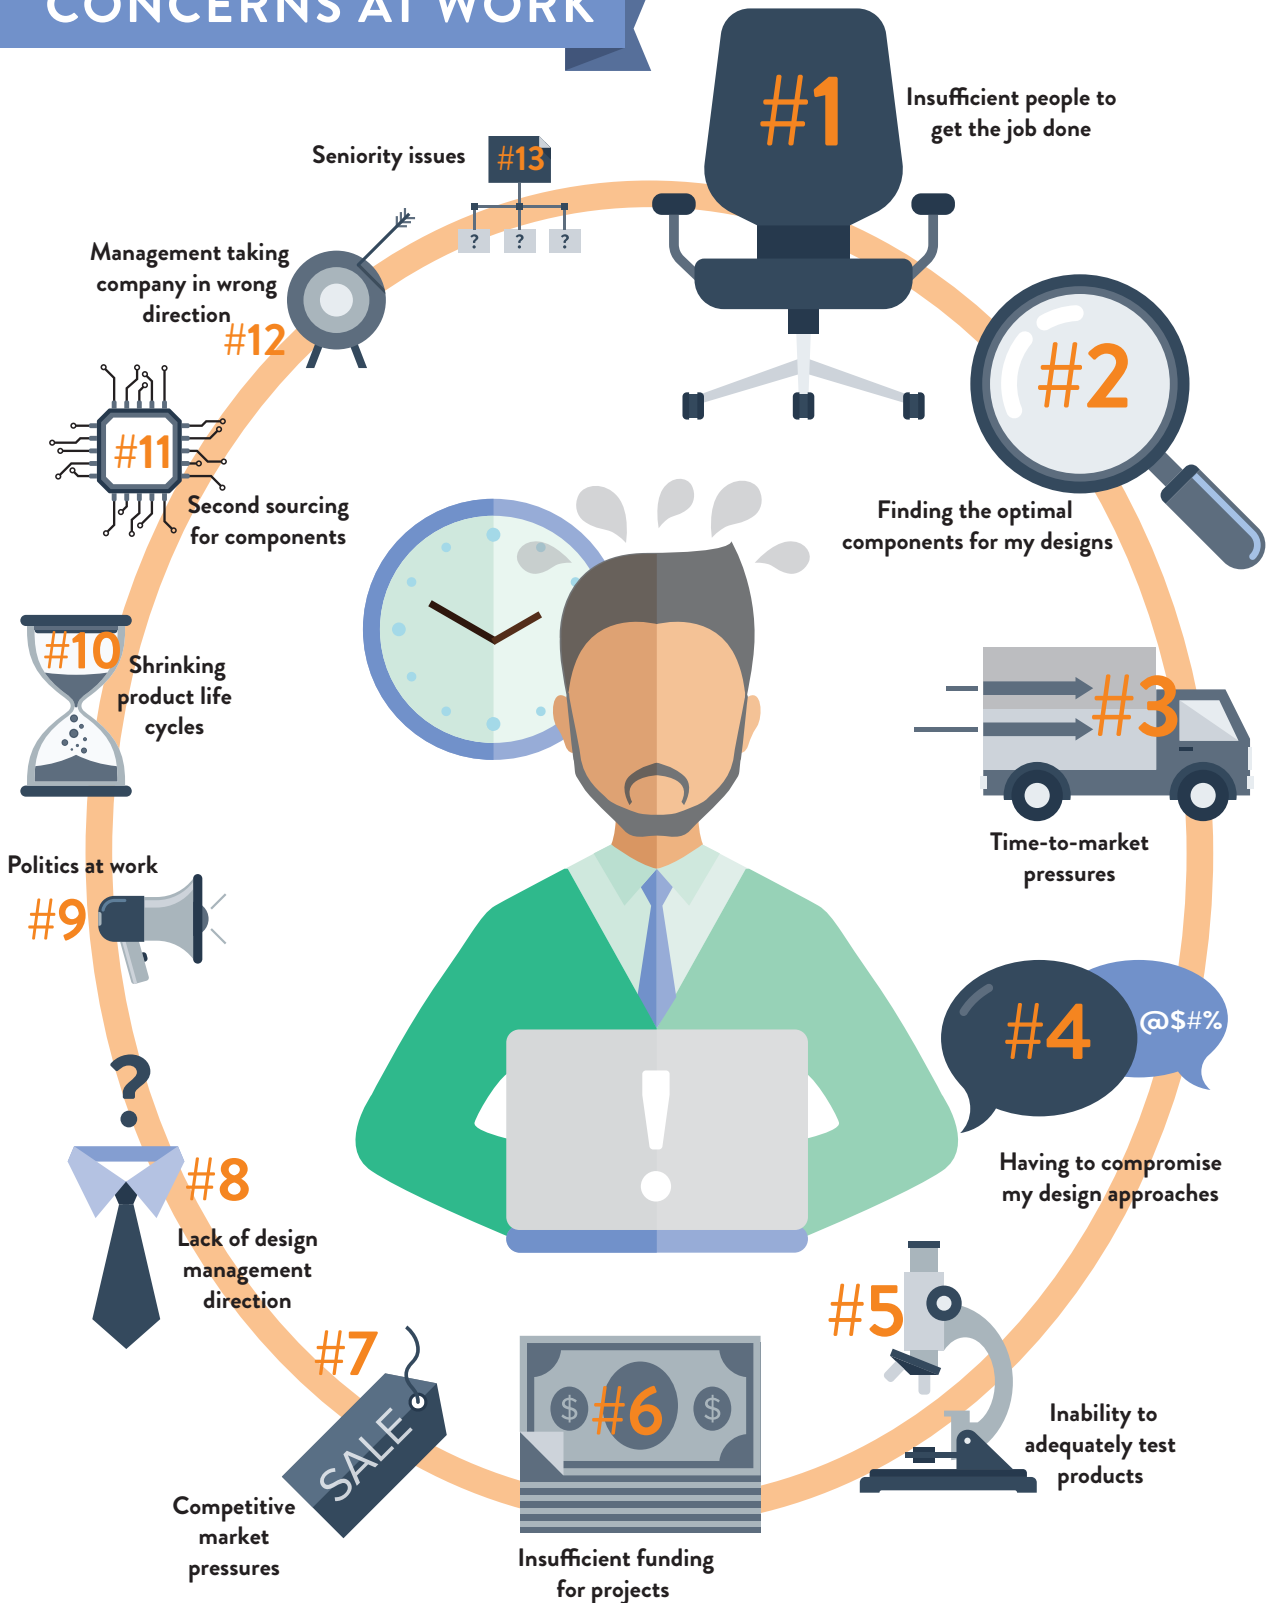 CONCERNS AT WORK
#1
Insufficient people to
get the job done
#2
Finding the optimal
components for my designs
#3
Time-to-market
pressures
#4
@$#%
Having to compromise
my design approaches
#5
Inability to
adequately test
products
$ #6 $
Insufficient funding
for projects
#7
SALE
Competitive
market
pressures
?
#8
Lack of design
management
direction
Politics at work
#9
#10
Shrinking
product life
cycles
#11
Second sourcing
for components
Management taking
company in wrong
direction
#12
Seniority issues
#13
? ? ?
!